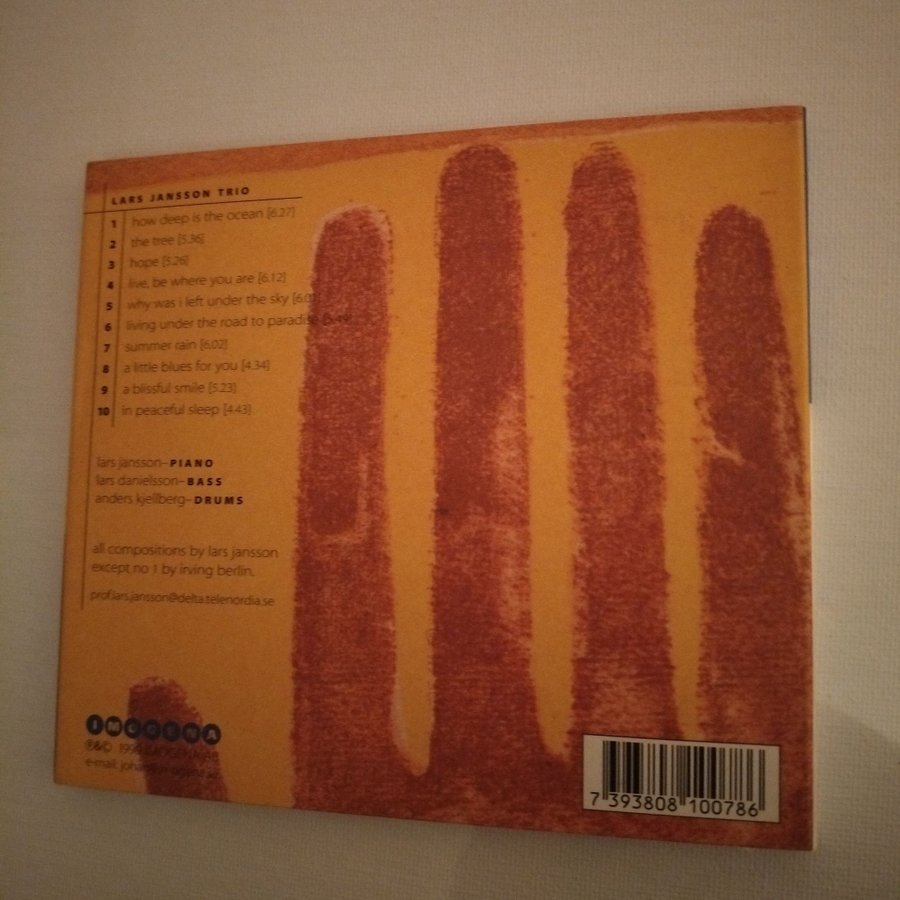 LARS JANSSON TRIO
1 how deep is the ocean [6.27]
2 the tree [5.36]
3 hope [5.26]
4 live, be where you are [6.12]
5 why was i left under the sky
6 living under the road to paradise
7 summer rain [6.02]
8 a little blues for you [4.34]
9 a blissful smile [5.23]
10 in peaceful sleep [4.43]
lars jansson–PIANO
lars danielsson–BASS
anders kjellberg–DRUMS
all compositions by lars jansson
except no 1 by irving berlin.
prof.lars.jansson@delta.telenordia.se
IMOGENA
℗&©
e-mail:
7 393808 100786